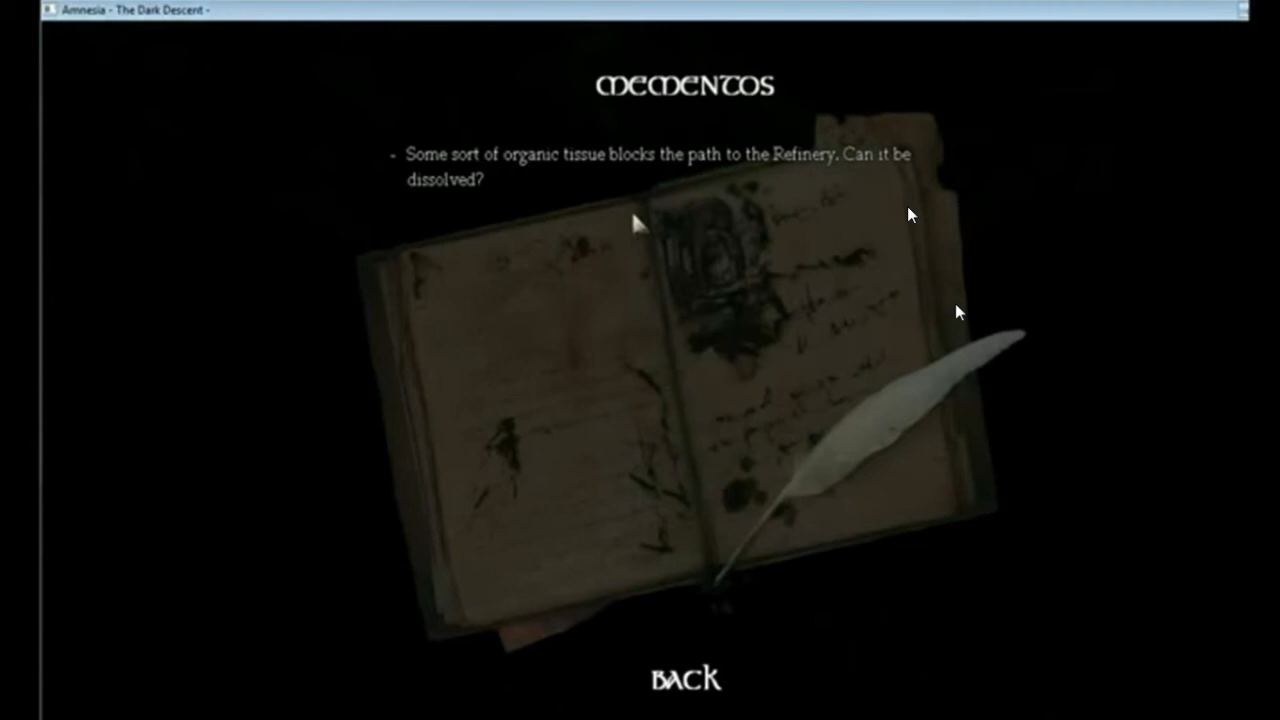 Amnesia - The Dark Descent -
MEMENTOS
- Some sort of organic tissue blocks the path to the Refinery. Can it be
dissolved?
BACK